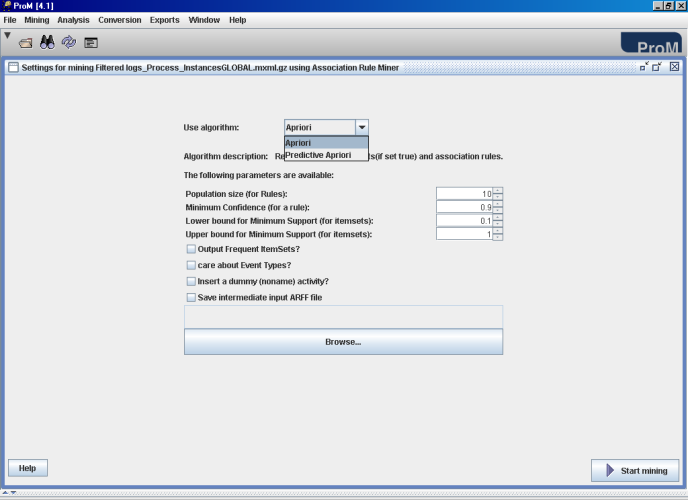 ProM [4.1]
File Mining Analysis Conversion Exports Window Help
ProM
Settings for mining Filtered logs_Process_InstancesGLOBAL.mxml.gz using Association Rule Miner
Use algorithm: Apriori
Apriori
Predictive Apriori
Algorithm description: Re ts(if set true) and association rules.
The following parameters are available:
Population size (for Rules): 10
Minimum Confidence (for a rule): 0.9
Lower bound for Minimum Support (for itemsets): 0.1
Upper bound for Minimum Support (for itemsets): 1
Output Frequent ItemSets?
care about Event Types?
Insert a dummy (noname) activity?
Save intermediate input ARFF file
Browse...
Help
Start mining